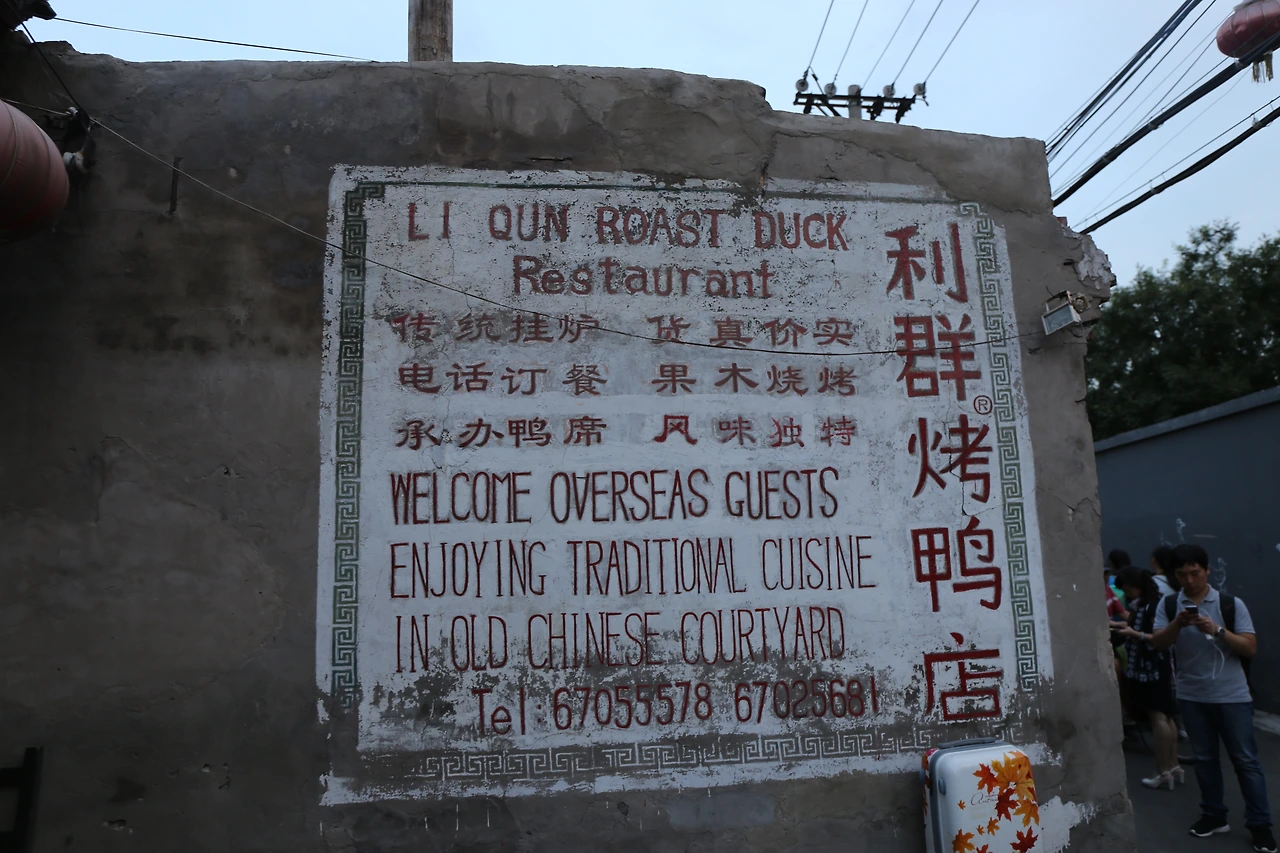 LI QUN ROAST DUCK
Restaurant
传统挂炉 货真价实
电话订餐 果木烧烤
承办鸭席 风味独特
WELCOME OVERSEAS GUESTS
ENJOYING TRADITIONAL CUISINE
IN OLD CHINESE COURTYARD
Tel: 67055578 67025681
利群®烤鸭店